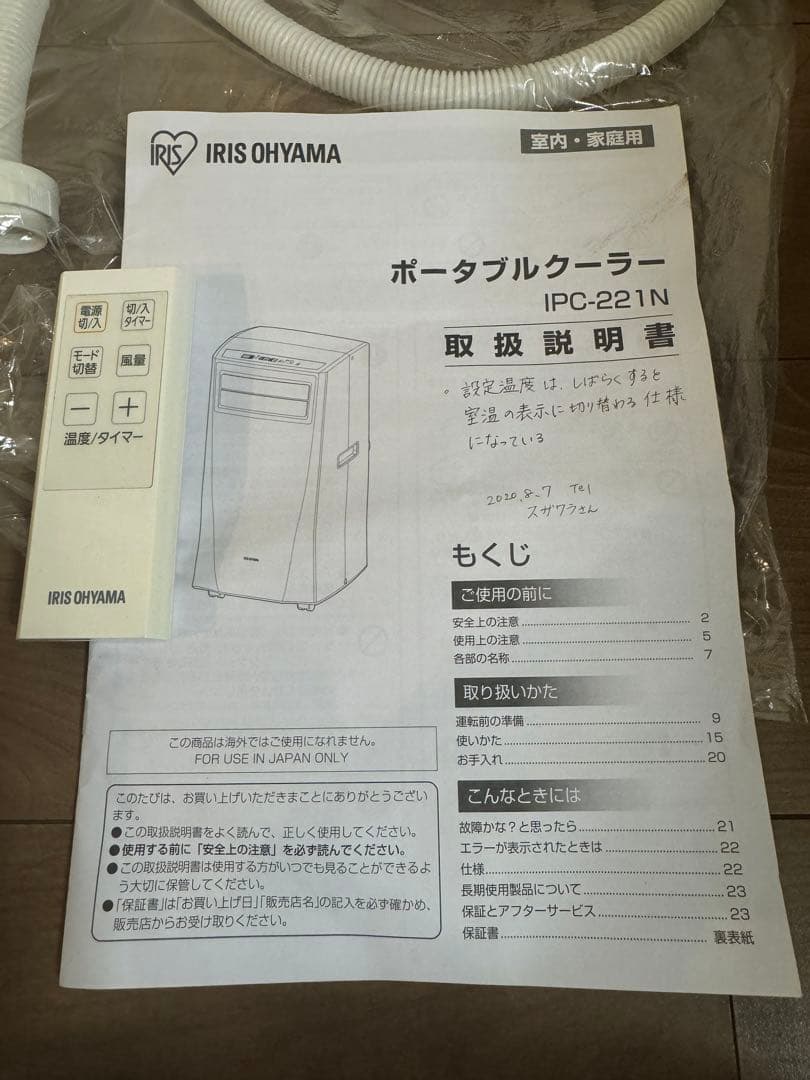 IRIS
IRIS OHYAMA
室内・家庭用
ポータブルクーラー
IPC-221N
取扱説明書
。設定温度は、しばらくすると
室温の表示に切り替わる仕様
になっている
2020.8.7 Tel
スガワラさん
電源
切/入
切/入
タイマー
モード
切替
風量
－
＋
温度/タイマー
IRIS OHYAMA
この商品は海外ではご使用になれません。
FOR USE IN JAPAN ONLY
このたびは、お買い上げいただきまことにありがとうござい
ます。
●この取扱説明書をよく読んで、正しく使用してください。
●使用する前に「安全上の注意」を必ず読んでください。
●この取扱説明書は使用する方がいつでも見ることができるよ
う大切に保管してください。
●「保証書」は「お買い上げ日」「販売店名」の記入を必ず確かめ、
販売店からお受け取りください。
もくじ
ご使用の前に
安全上の注意 2
使用上の注意 5
各部の名称 7
取り扱いかた
運転前の準備 9
使いかた 15
お手入れ 20
こんなときには
故障かな？と思ったら 21
エラーが表示されたときは 22
仕様 22
長期使用製品について 23
保証とアフターサービス 23
保証書 裏表紙